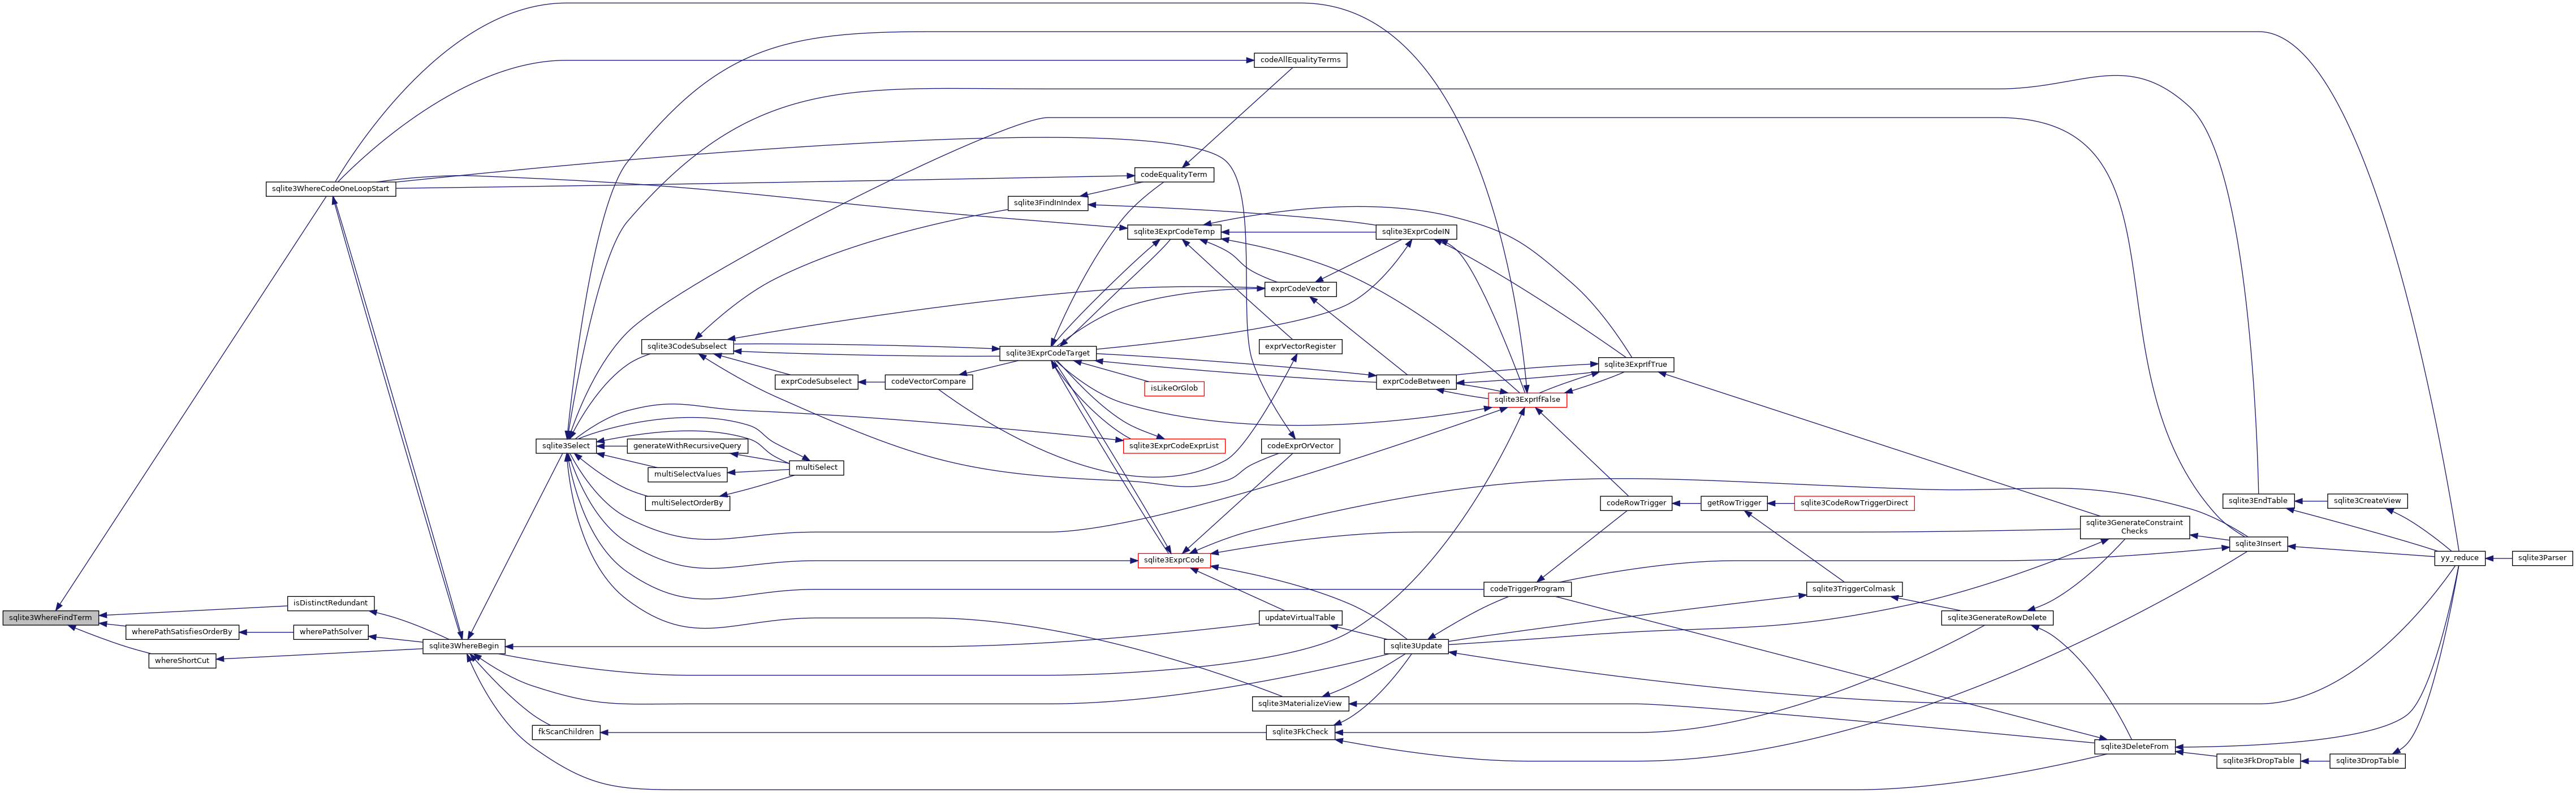 codeAllEqualityTerms
sqlite3WhereCodeOneLoopStart
codeEqualityTerm
sqlite3FindInIndex
sqlite3ExprCodeTemp
sqlite3ExprCodeIN
exprCodeVector
sqlite3CodeSubselect
sqlite3ExprCodeTarget
exprVectorRegister
sqlite3ExprIfTrue
exprCodeSubselect
codeVectorCompare
isLikeOrGlob
exprCodeBetween
sqlite3ExprIfFalse
sqlite3Select
generateWithRecursiveQuery
sqlite3ExprCodeExprList
codeExprOrVector
multiSelect
multiSelectValues
multiSelectOrderBy
codeRowTrigger
getRowTrigger
sqlite3CodeRowTriggerDirect
sqlite3EndTable
sqlite3CreateView
sqlite3GenerateConstraint
Checks
sqlite3Insert
sqlite3ExprCode
yy_reduce
sqlite3Parser
codeTriggerProgram
sqlite3TriggerColmask
isDistinctRedundant
sqlite3WhereFindTerm
updateVirtualTable
sqlite3GenerateRowDelete
wherePathSatisfiesOrderBy
wherePathSolver
sqlite3WhereBegin
sqlite3Update
whereShortCut
sqlite3MaterializeView
fkScanChildren
sqlite3FkCheck
sqlite3DeleteFrom
sqlite3FkDropTable
sqlite3DropTable